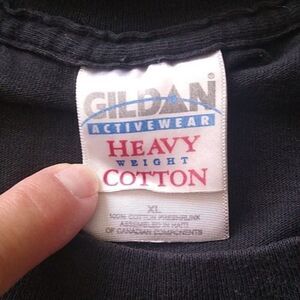 GILDAN®
ACTIVEWEAR
HEAVY
WEIGHT
COTTON
XL
100% COTTON PRESHRUNK
ASSEMBLED IN HAITI
OF CANADIAN COMPONENTS